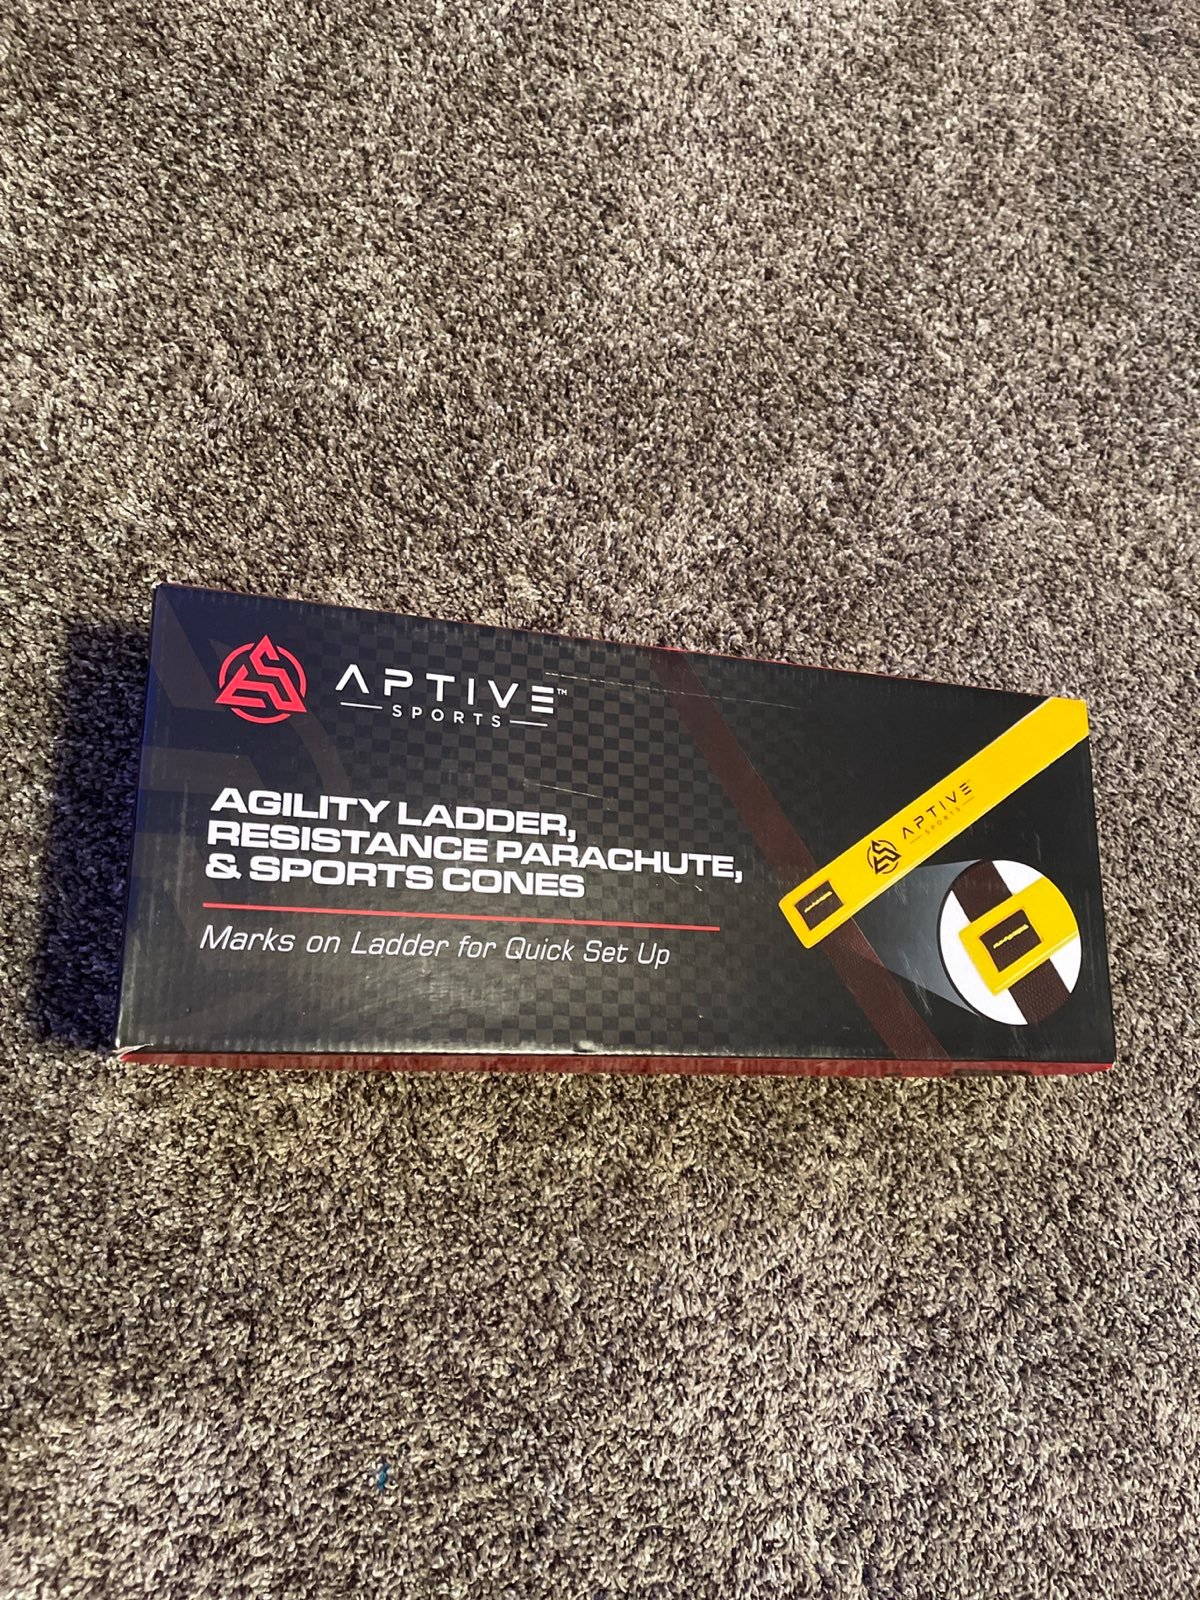 APTIVE™
SPORTS
AGILITY LADDER,
RESISTANCE PARACHUTE,
& SPORTS CONES
Marks on Ladder for Quick Set Up
APTIVE
SPORTS